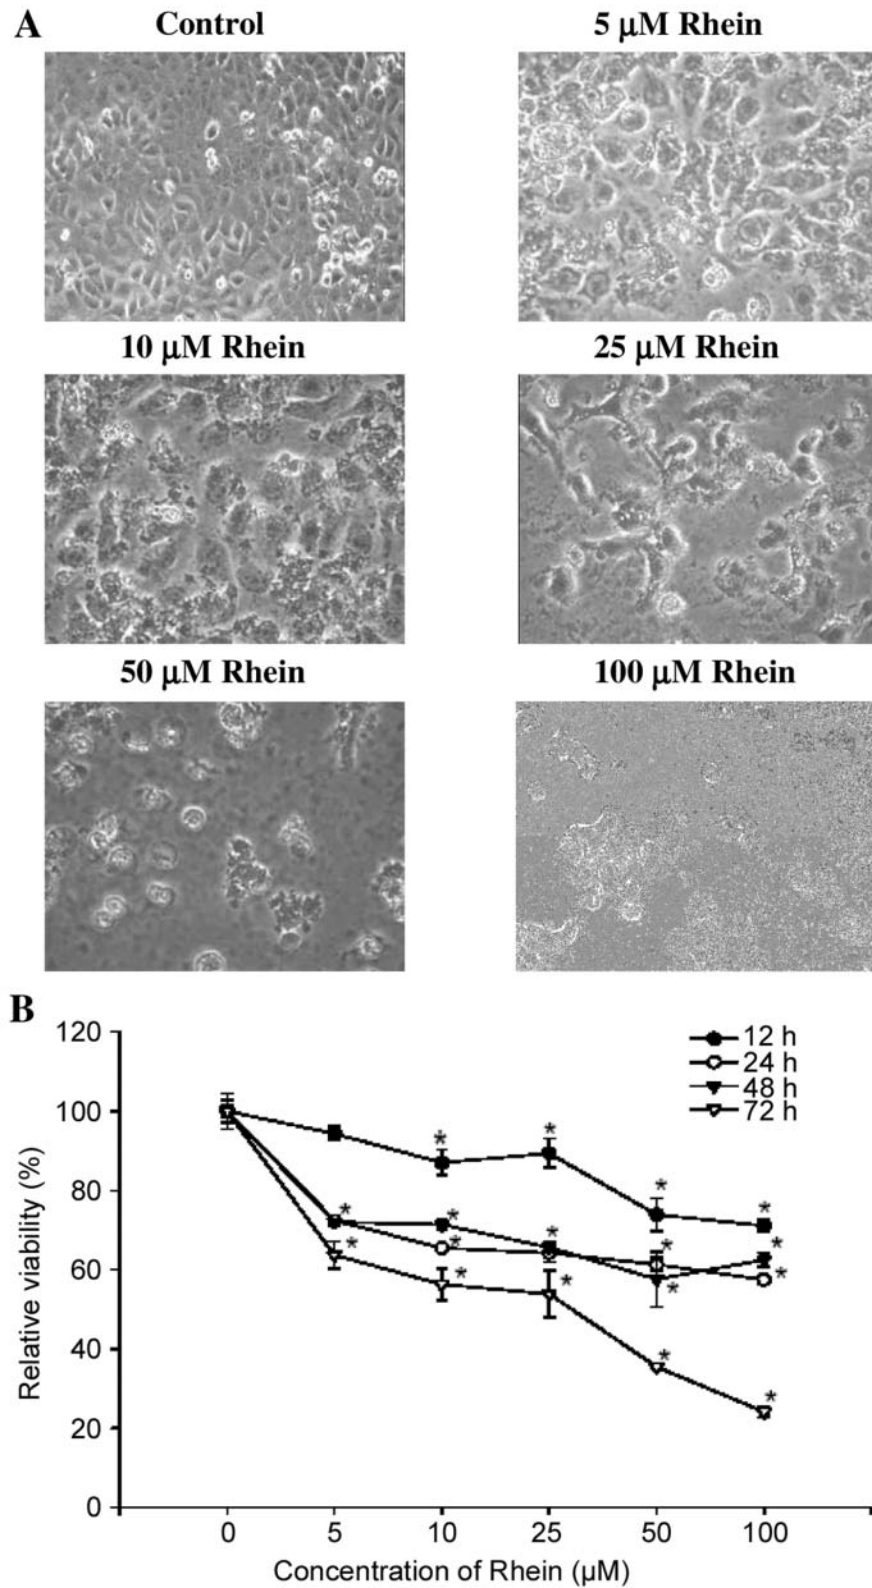 A
Control
5 μM Rhein
10 μM Rhein
25 μM Rhein
50 μM Rhein
100 μM Rhein
B
120
100
80
60
40
20
0
Relative viability (%)
12 h
24 h
48 h
72 h
* * * * * * * * * * * * * * * * * *
0 5 10 25 50 100
Concentration of Rhein (μM)